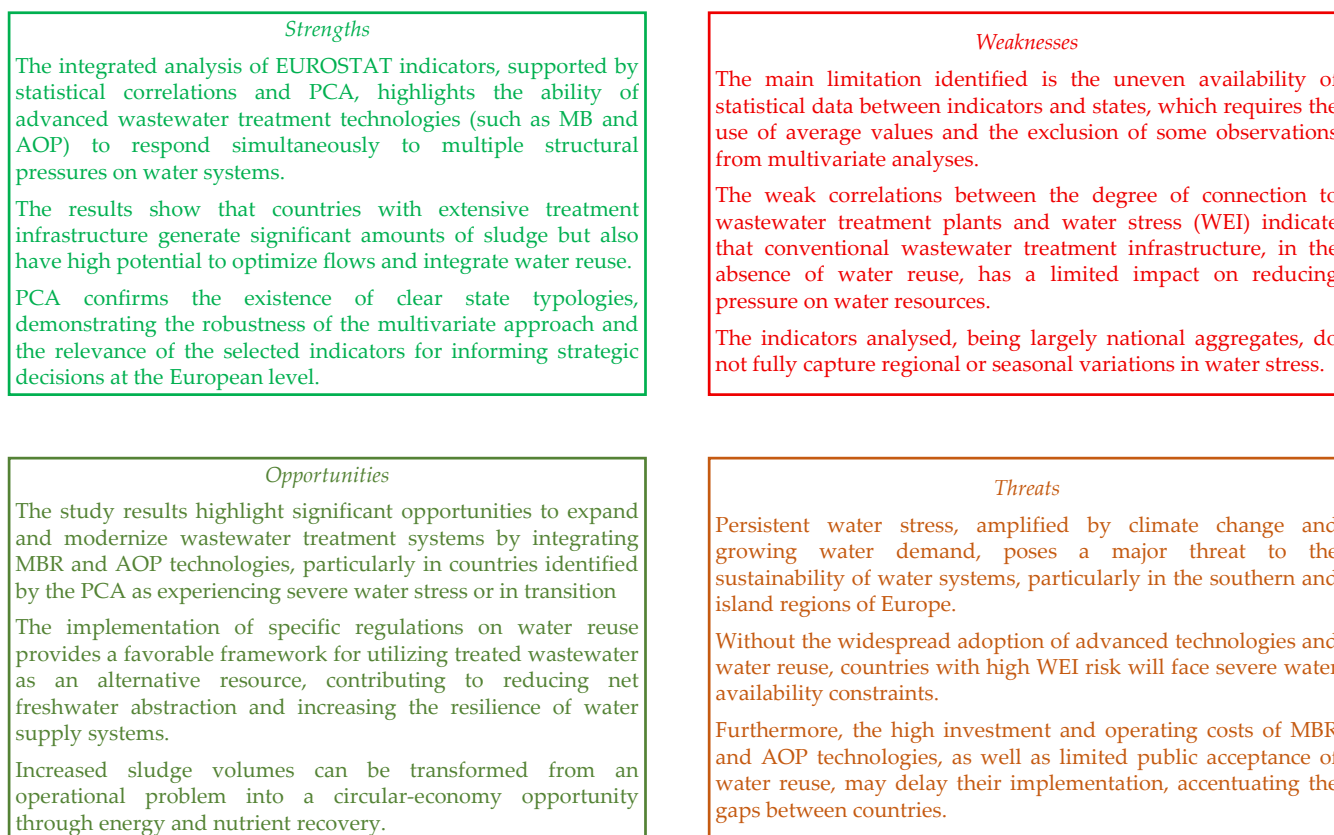 Strengths
The integrated analysis of EUROSTAT indicators, supported by
statistical correlations and PCA, highlights the ability of
advanced wastewater treatment technologies (such as MB and
AOP) to respond simultaneously to multiple structural
pressures on water systems.
The results show that countries with extensive treatment
infrastructure generate significant amounts of sludge but also
have high potential to optimize flows and integrate water reuse.
PCA confirms the existence of clear state typologies,
demonstrating the robustness of the multivariate approach and
the relevance of the selected indicators for informing strategic
decisions at the European level.
Weaknesses
The main limitation identified is the uneven availability of
statistical data between indicators and states, which requires the
use of average values and the exclusion of some observations
from multivariate analyses.
The weak correlations between the degree of connection to
wastewater treatment plants and water stress (WEI) indicate
that conventional wastewater treatment infrastructure, in the
absence of water reuse, has a limited impact on reducing
pressure on water resources.
The indicators analysed, being largely national aggregates, do
not fully capture regional or seasonal variations in water stress.
Opportunities
The study results highlight significant opportunities to expand
and modernize wastewater treatment systems by integrating
MBR and AOP technologies, particularly in countries identified
by the PCA as experiencing severe water stress or in transition
The implementation of specific regulations on water reuse
provides a favorable framework for utilizing treated wastewater
as an alternative resource, contributing to reducing net
freshwater abstraction and increasing the resilience of water
supply systems.
Increased sludge volumes can be transformed from an
operational problem into a circular-economy opportunity
through energy and nutrient recovery.
Threats
Persistent water stress, amplified by climate change and
growing water demand, poses a major threat to the
sustainability of water systems, particularly in the southern and
island regions of Europe.
Without the widespread adoption of advanced technologies and
water reuse, countries with high WEI risk will face severe water
availability constraints.
Furthermore, the high investment and operating costs of MBR
and AOP technologies, as well as limited public acceptance of
water reuse, may delay their implementation, accentuating the
gaps between countries.